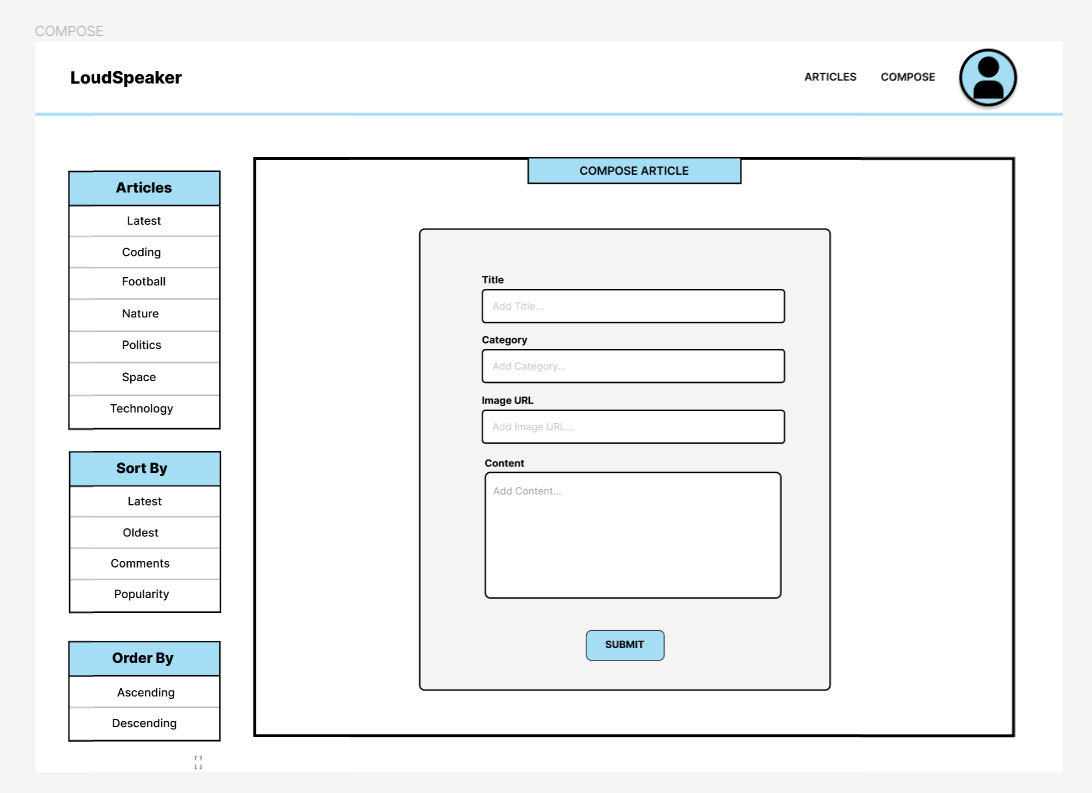 COMPOSE
LoudSpeaker
ARTICLES
COMPOSE
Articles
Latest
Coding
Football
Nature
Politics
Space
Technology
Sort By
Latest
Oldest
Comments
Popularity
Order By
Ascending
Descending
COMPOSE ARTICLE
Title
Add Title...
Category
Add Category...
Image URL
Add Image URL...
Content
Add Content...
SUBMIT